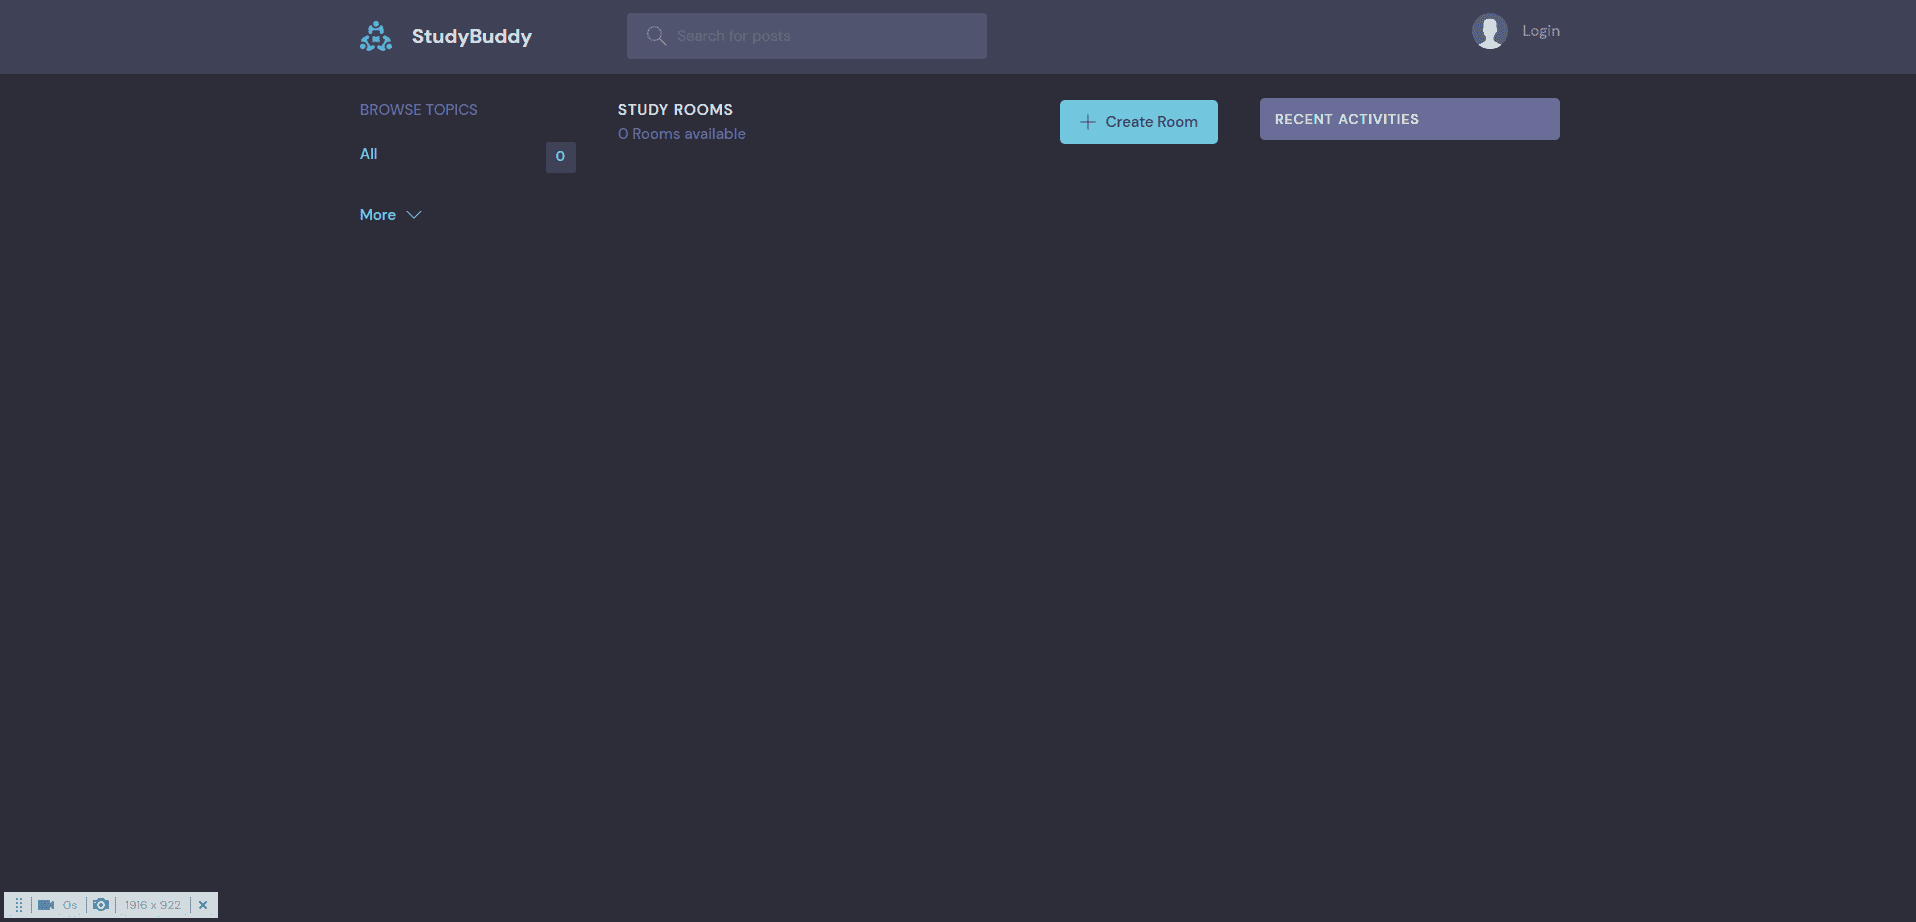 StudyBuddy
Search for posts
Login
BROWSE TOPICS
All
0
More
STUDY ROOMS
0 Rooms available
Create Room
RECENT ACTIVITIES
0s
1916 x 922